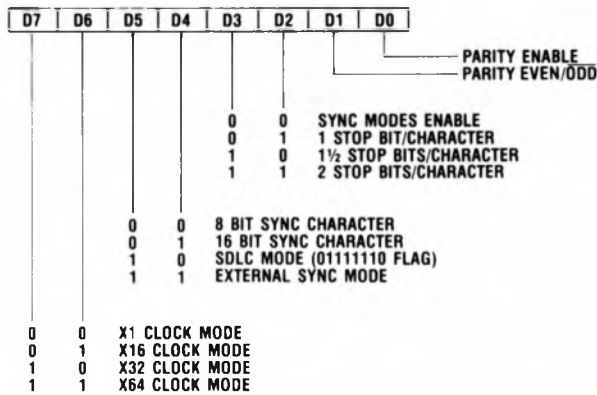 D7 D6 D5 D4 D3 D2 D1 D0
PARITY ENABLE
PARITY EVEN/ODD
0 0 SYNC MODES ENABLE
0 1 1 STOP BIT/CHARACTER
1 0 1½ STOP BITS/CHARACTER
1 1 2 STOP BITS/CHARACTER
0 0 8 BIT SYNC CHARACTER
0 1 16 BIT SYNC CHARACTER
1 0 SDLC MODE (01111110 FLAG)
1 1 EXTERNAL SYNC MODE
0 0 X1 CLOCK MODE
0 1 X16 CLOCK MODE
1 0 X32 CLOCK MODE
1 1 X64 CLOCK MODE